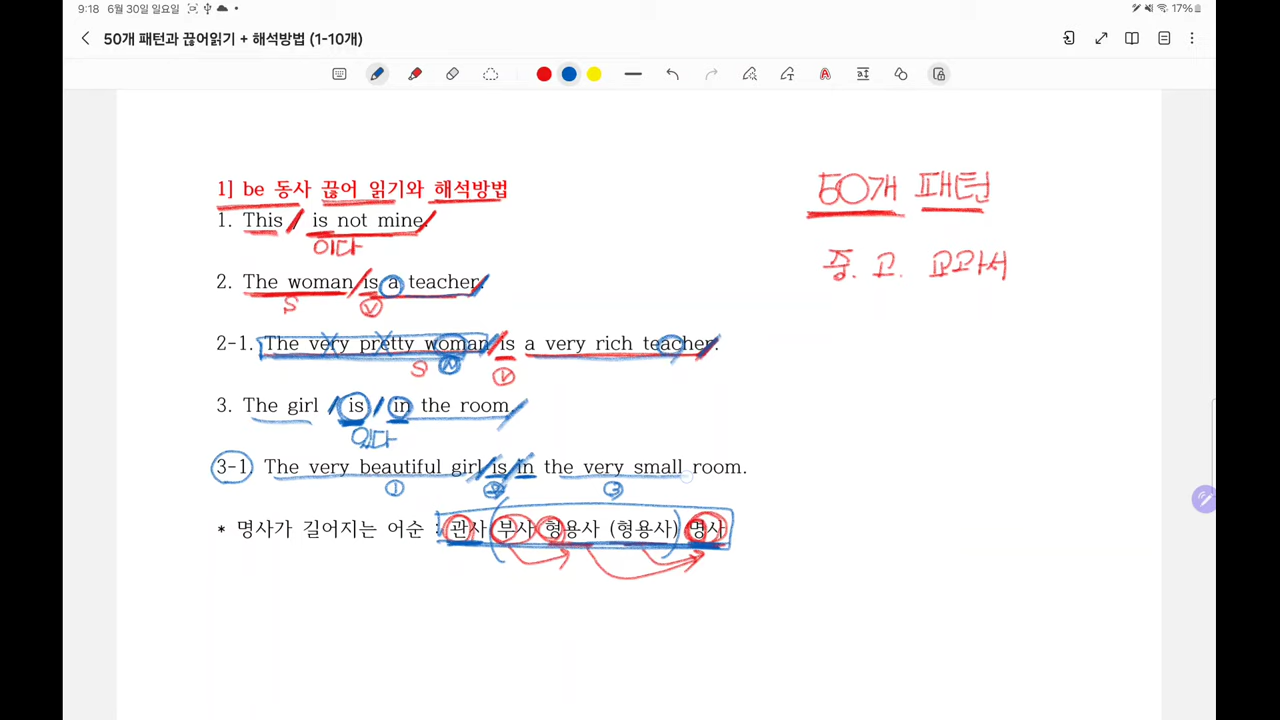 9:18 6월 30일 일요일 17%
50개 패턴과 끊어읽기 + 해석방법 (1-10개)
1] be 동사 끊어 읽기와 해석방법
50개 패턴
1. This / is not mine.
이다
중. 고. 교과서
2. The woman / is a teacher.
S V
2-1. The very pretty woman / is a very rich teacher.
S N V
3. The girl / is / in the room.
있다
3-1. The very beautiful girl / is / in the very small room.
① ② ③
* 명사가 길어지는 어순 : 관사 (부사 형용사 (형용사) 명사